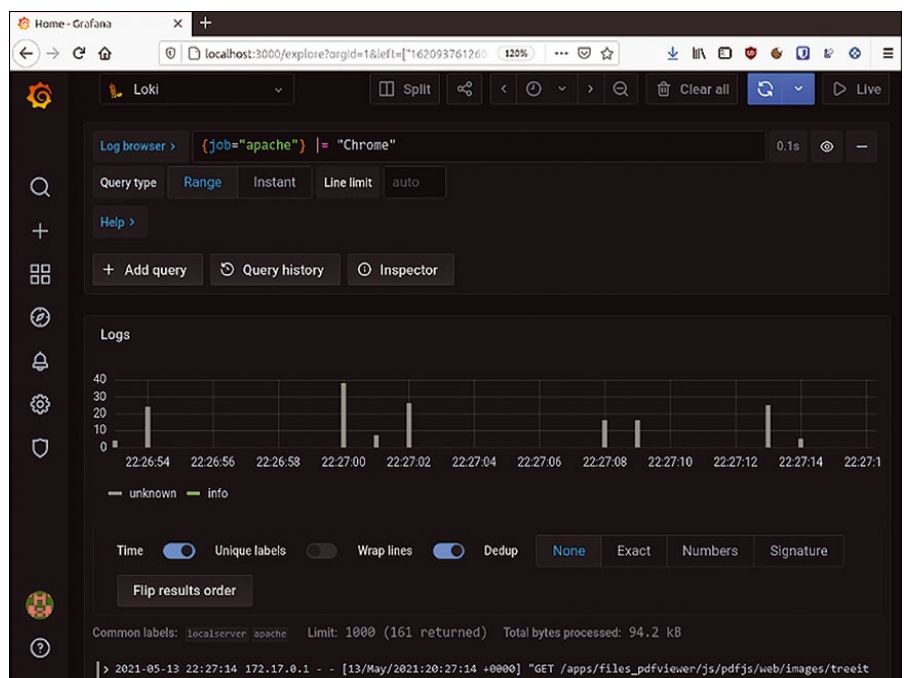 Home - Grafana
localhost:3000/explore?orgId=1&left=["162093761260
120%
Loki
Split
Clear all
Live
Log browser >
{job="apache"} |= "Chrome"
0.1s
Query type
Range
Instant
Line limit
auto
Help >
+ Add query
Query history
Inspector
Logs
40
30
20
10
0
22:26:54 22:26:56 22:26:58 22:27:00 22:27:02 22:27:04 22:27:06 22:27:08 22:27:10 22:27:12 22:27:14 22:27:1
unknown info
Time
Unique labels
Wrap lines
Dedup
None
Exact
Numbers
Signature
Flip results order
Common labels: localserver apache Limit: 1000 (161 returned) Total bytes processed: 94.2 kB
> 2021-05-13 22:27:14 172.17.0.1 - - [13/May/2021:20:27:14 +0000] "GET /apps/files_pdfviewer/js/pdfjs/web/images/treeit